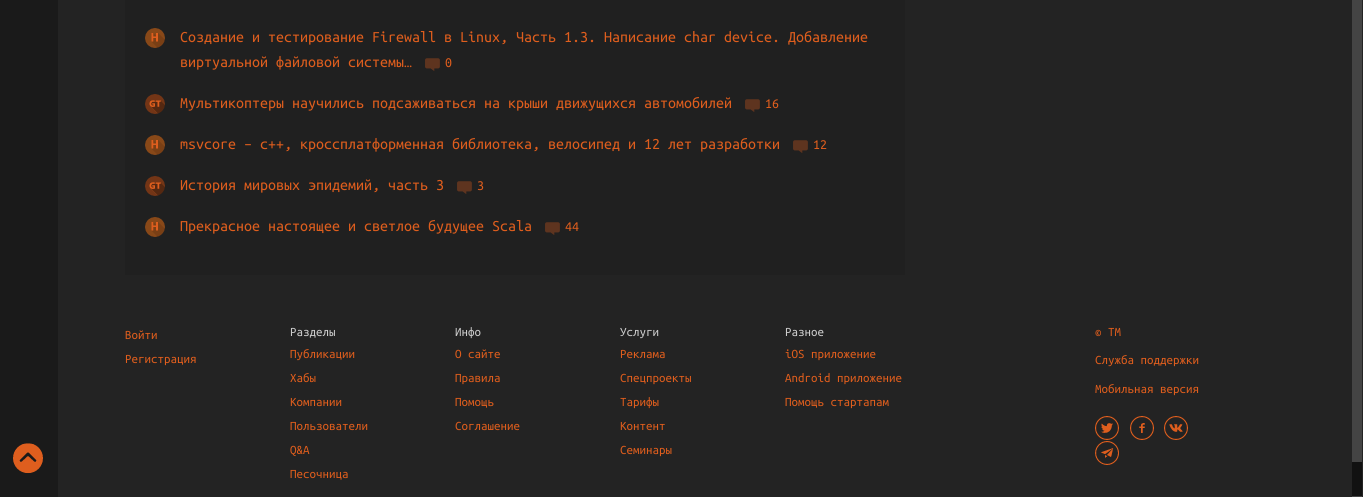 H Создание и тестирование Firewall в Linux, Часть 1.3. Написание char device. Добавление
виртуальной файловой системы… 0
GT Мультикоптеры научились подсаживаться на крыши движущихся автомобилей 16
H msvcore - c++, кроссплатформенная библиотека, велосипед и 12 лет разработки 12
GT История мировых эпидемий, часть 3 3
H Прекрасное настоящее и светлое будущее Scala 44
Войти
Регистрация
Разделы
Публикации
Хабы
Компании
Пользователи
Q&A
Песочница
Инфо
О сайте
Правила
Помощь
Соглашение
Услуги
Реклама
Спецпроекты
Тарифы
Контент
Семинары
Разное
iOS приложение
Android приложение
Помощь стартапам
© TM
Служба поддержки
Мобильная версия